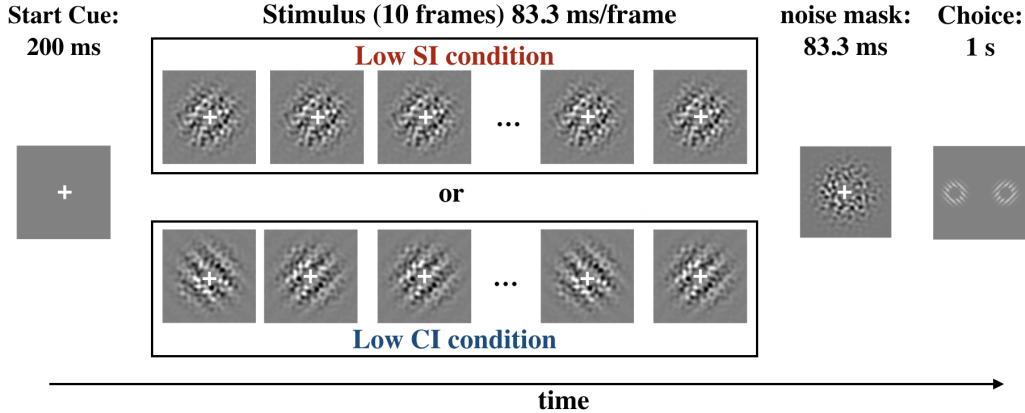 Start Cue:
200 ms
Stimulus (10 frames) 83.3 ms/frame
Low SI condition
...
or
...
Low CI condition
noise mask:
83.3 ms
Choice:
1 s
time